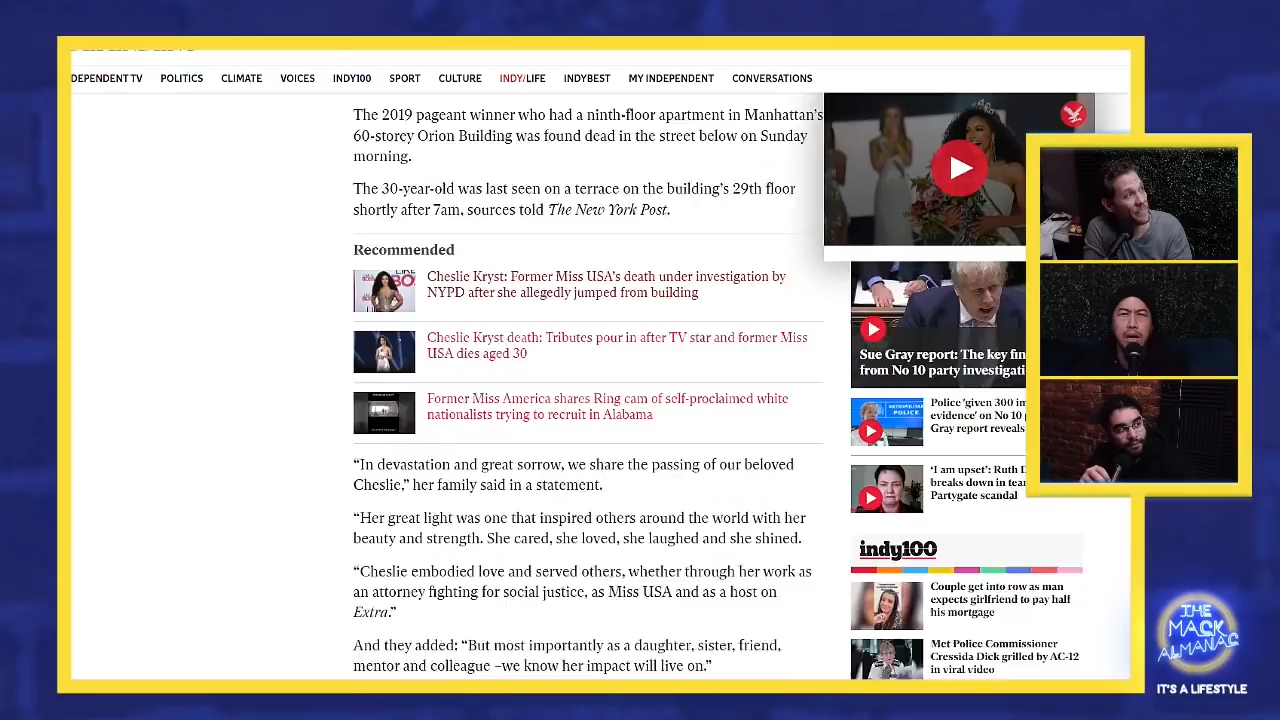 DEPENDENT TV POLITICS CLIMATE VOICES INDY100 SPORT CULTURE INDY/LIFE INDYBEST MY INDEPENDENT CONVERSATIONS
The 2019 pageant winner who had a ninth-floor apartment in Manhattan's
60-storey Orion Building was found dead in the street below on Sunday
morning.
The 30-year-old was last seen on a terrace on the building's 29th floor
shortly after 7am, sources told The New York Post.
Recommended
Cheslie Kryst: Former Miss USA's death under investigation by
NYPD after she allegedly jumped from building
Cheslie Kryst death: Tributes pour in after TV star and former Miss
USA dies aged 30
Former Miss America shares Ring cam of self-proclaimed white
nationalists trying to recruit in Alabama
“In devastation and great sorrow, we share the passing of our beloved
Cheslie,” her family said in a statement.
“Her great light was one that inspired others around the world with her
beauty and strength. She cared, she loved, she laughed and she shined.
“Cheslie embodied love and served others, whether through her work as
an attorney fighting for social justice, as Miss USA and as a host on
Extra.”
And they added: “But most importantly as a daughter, sister, friend,
mentor and colleague –we know her impact will live on.”
Sue Gray report: The key fin
from No 10 party investigati
METROPOLITAN
POLICE
Police 'given 300 im
evidence' on No 10 p
Gray report reveals
'I am upset': Ruth D
breaks down in tear
Partygate scandal
indy100
Couple get into row as man
expects girlfriend to pay half
his mortgage
Met Police Commissioner
Cressida Dick grilled by AC-12
in viral video
THE
MACK
ALMANAC
IT'S A LIFESTYLE